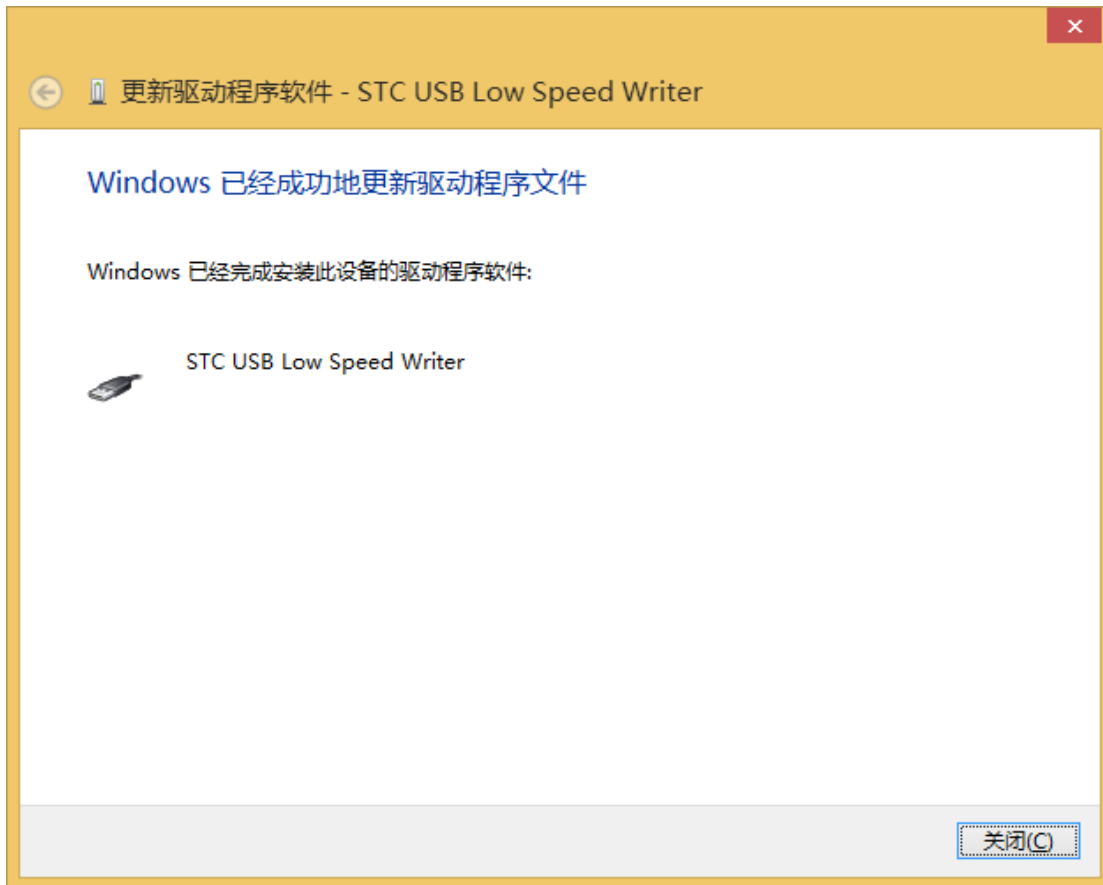 更新驱动程序软件 - STC USB Low Speed Writer
Windows 已经成功地更新驱动程序文件
Windows 已经完成安装此设备的驱动程序软件:
STC USB Low Speed Writer
关闭(C)